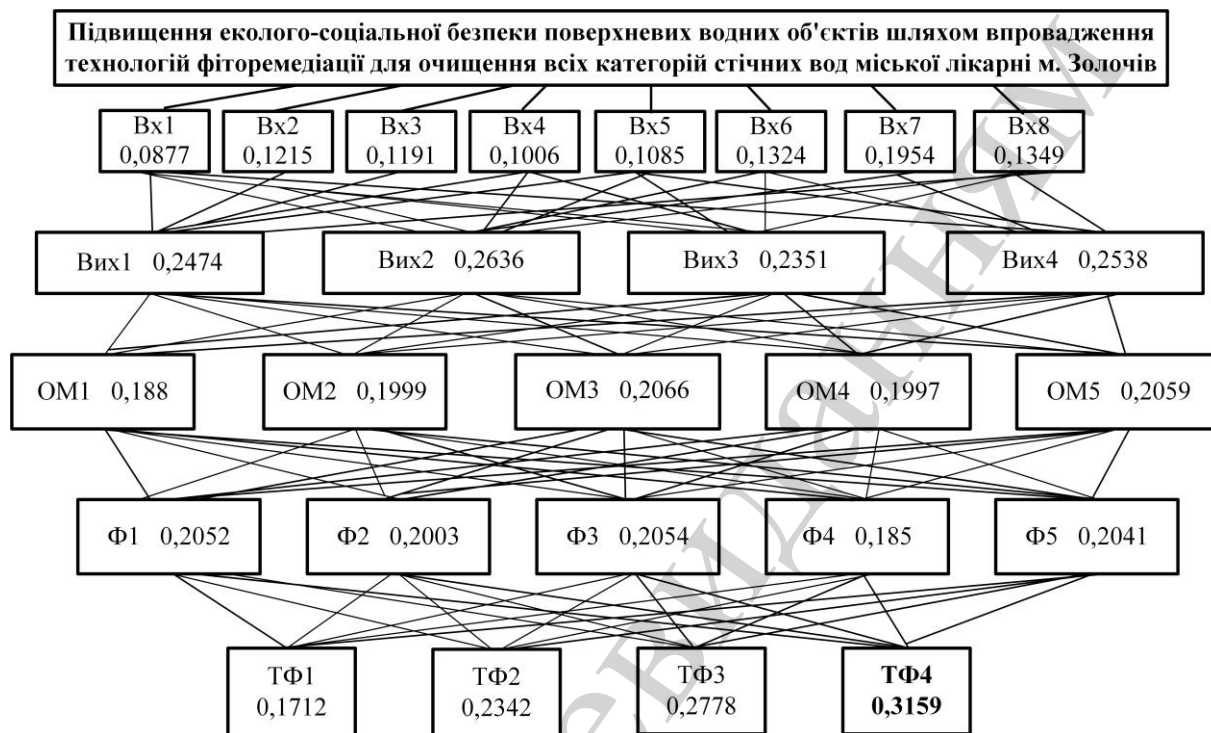 Підвищення еколого-соціальної безпеки поверхневих водних об'єктів шляхом впровадження
технологій фіторемедіації для очищення всіх категорій стічних вод міської лікарні м. Золочів
Вх1 Вх2 Вх3 Вх4 Вх5 Вх6 Вх7 Вх8
0,0877 0,1215 0,1191 0,1006 0,1085 0,1324 0,1954 0,1349
Вих1 0,2474 Вих2 0,2636 Вих3 0,2351 Вих4 0,2538
ОМ1 0,188 ОМ2 0,1999 ОМ3 0,2066 ОМ4 0,1997 ОМ5 0,2059
Ф1 0,2052 Ф2 0,2003 Ф3 0,2054 Ф4 0,185 Ф5 0,2041
ТФ1 ТФ2 ТФ3 ТФ4
0,1712 0,2342 0,2778 0,3159